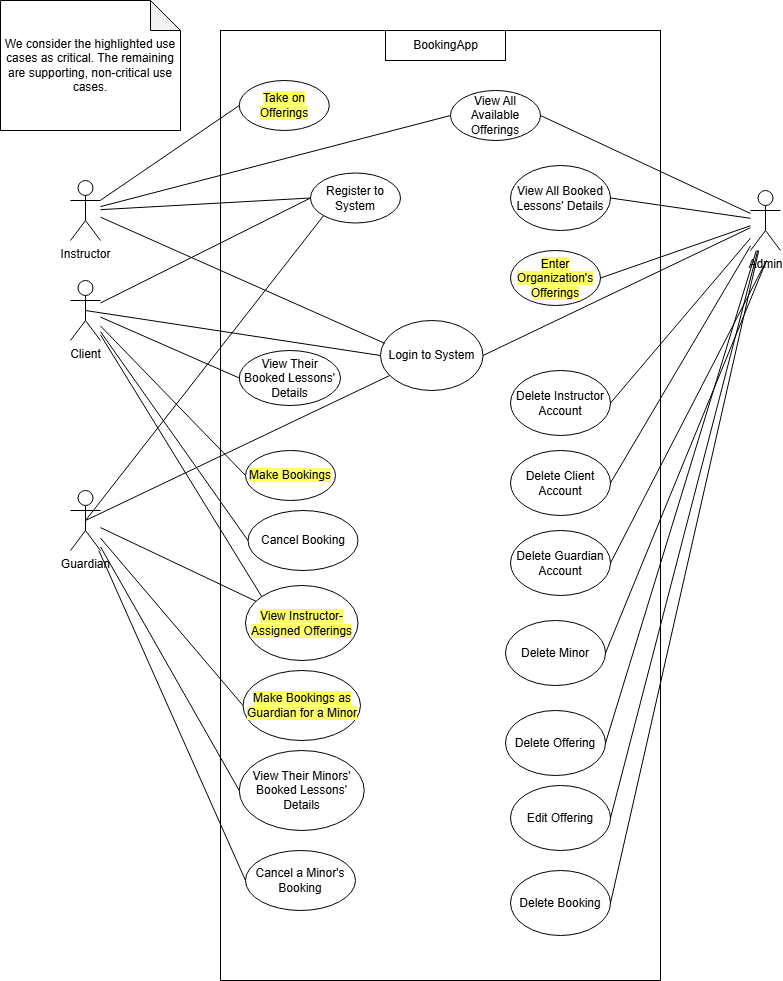 We consider the highlighted use
cases as critical. The remaining
are supporting, non-critical use
cases.
BookingApp
Take on
Offerings
View All
Available
Offerings
Register to
System
View All Booked
Lessons' Details
Instructor
Admin
Enter
Organization's
Offerings
Client
Login to System
View Their
Booked Lessons'
Details
Delete Instructor
Account
Make Bookings
Delete Client
Account
Cancel Booking
Guardian
Delete Guardian
Account
View Instructor-
Assigned Offerings
Delete Minor
Make Bookings as
Guardian for a Minor
Delete Offering
View Their Minors'
Booked Lessons'
Details
Edit Offering
Cancel a Minor's
Booking
Delete Booking